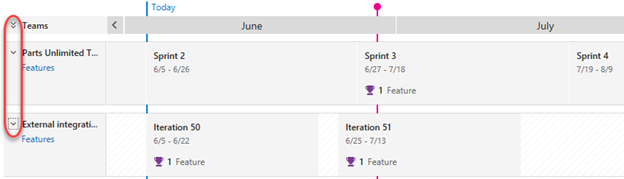 Today
Teams
June
July
Parts Unlimited T...
Features
Sprint 2
6/5 - 6/26
Sprint 3
6/27 - 7/18
1 Feature
Sprint 4
7/19 - 8/9
External integrati...
Features
Iteration 50
6/5 - 6/22
1 Feature
Iteration 51
6/25 - 7/13
1 Feature